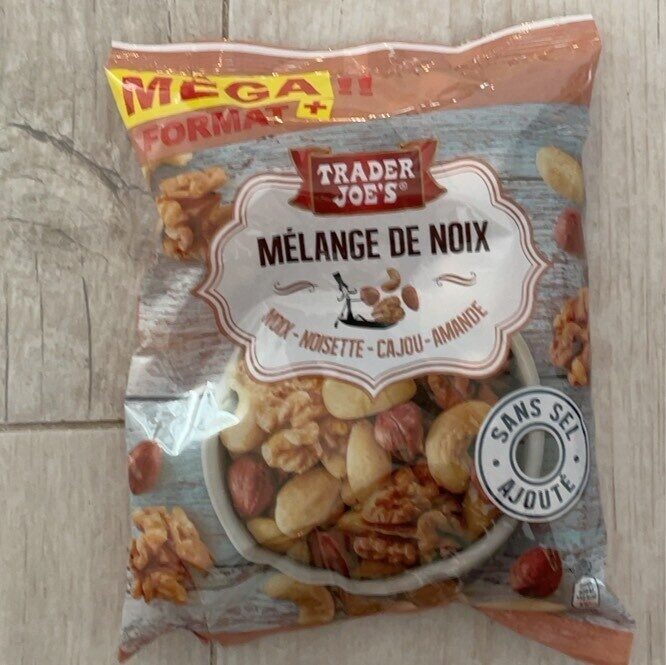 MEGA !!
FORMAT +
TRADER
JOE'S®
MÉLANGE DE NOIX
NOIX - NOISETTE - CAJOU - AMANDE
SANS SEL
AJOUTÉ